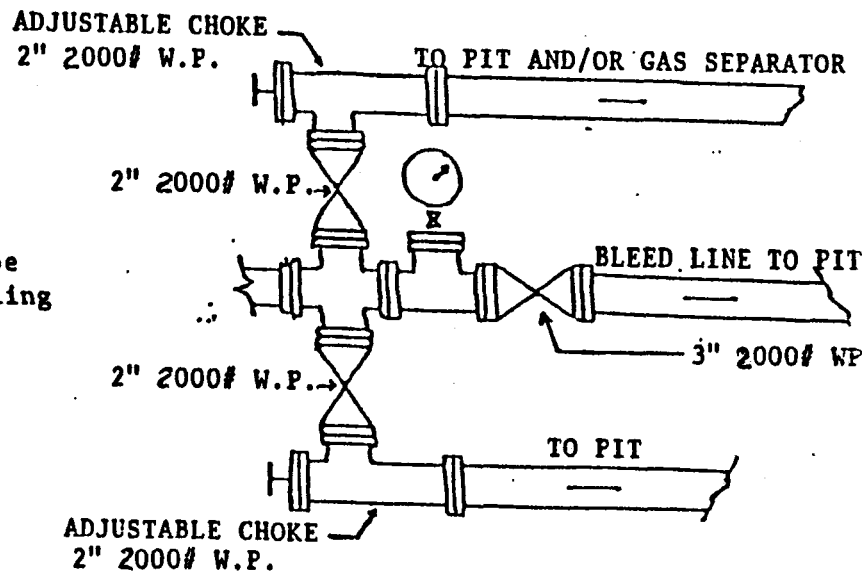 ADJUSTABLE CHOKE
2" 2000# W.P.
TO PIT AND/OR GAS SEPARATOR
2" 2000# W.P.
BLEED LINE TO PIT
ling
3" 2000# WP
2" 2000# W.P.
TO PIT
ADJUSTABLE CHOKE
2" 2000# W.P.